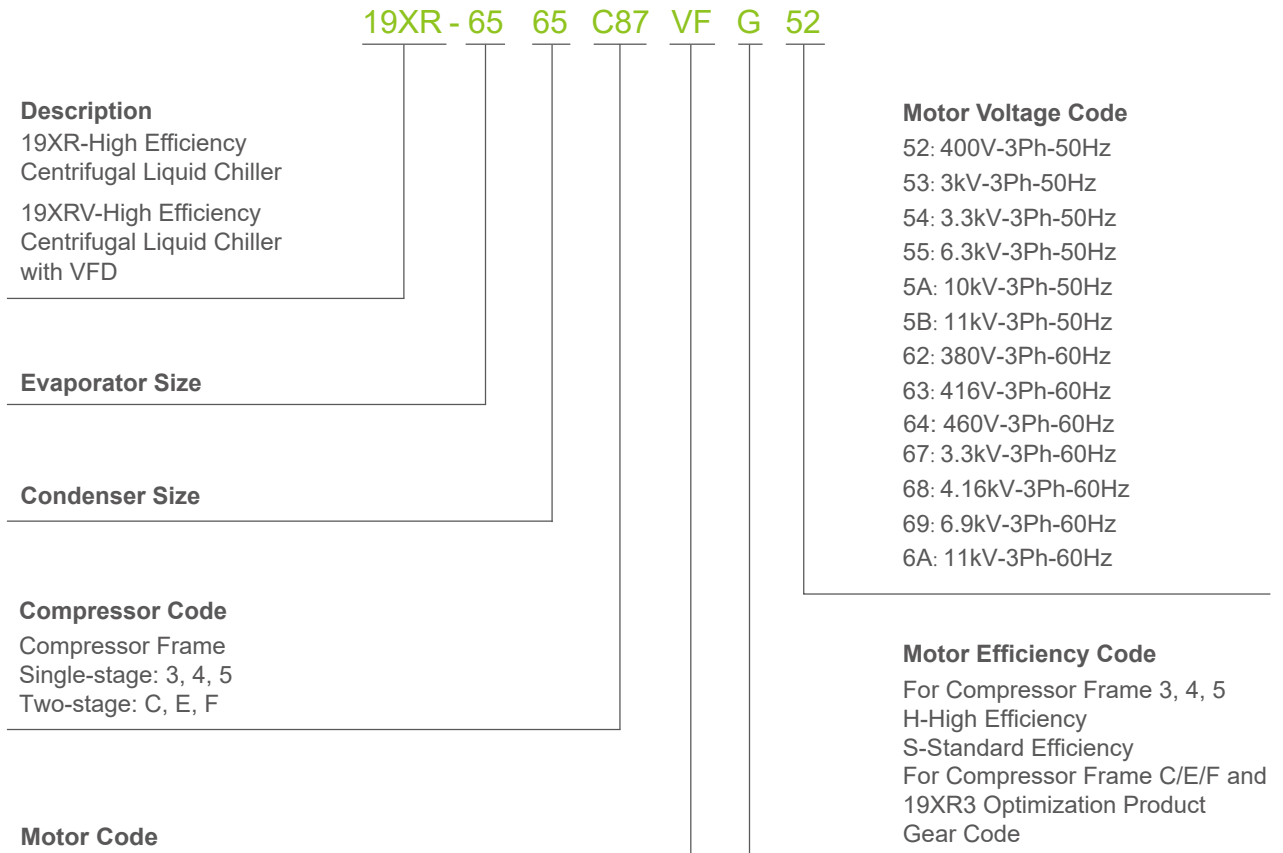 19XR - 65 65 C87 VF G 52
Description
19XR-High Efficiency
Centrifugal Liquid Chiller
19XRV-High Efficiency
Centrifugal Liquid Chiller
with VFD
Evaporator Size
Condenser Size
Compressor Code
Compressor Frame
Single-stage: 3, 4, 5
Two-stage: C, E, F
Motor Code
Motor Voltage Code
52: 400V-3Ph-50Hz
53: 3kV-3Ph-50Hz
54: 3.3kV-3Ph-50Hz
55: 6.3kV-3Ph-50Hz
5A: 10kV-3Ph-50Hz
5B: 11kV-3Ph-50Hz
62: 380V-3Ph-60Hz
63: 416V-3Ph-60Hz
64: 460V-3Ph-60Hz
67: 3.3kV-3Ph-60Hz
68: 4.16kV-3Ph-60Hz
69: 6.9kV-3Ph-60Hz
6A: 11kV-3Ph-60Hz
Motor Efficiency Code
For Compressor Frame 3, 4, 5
H-High Efficiency
S-Standard Efficiency
For Compressor Frame C/E/F and
19XR3 Optimization Product
Gear Code